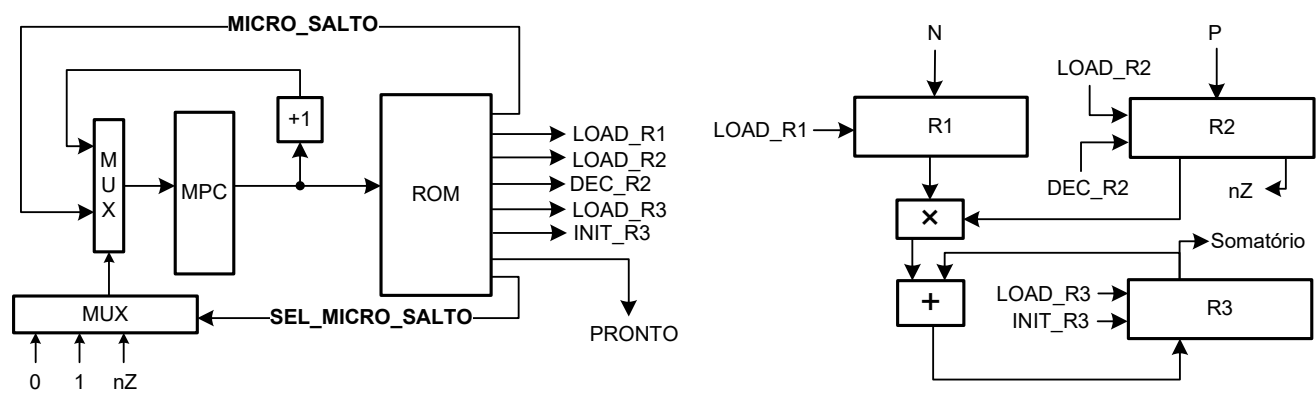 MICRO_SALTO
+1
M
U
X
MPC
ROM
LOAD_R1
LOAD_R2
DEC_R2
LOAD_R3
INIT_R3
MUX
SEL_MICRO_SALTO
PRONTO
0 1 nZ
N
P
LOAD_R2
LOAD_R1
R1
R2
DEC_R2
nZ
×
Somatório
+
LOAD_R3
INIT_R3
R3